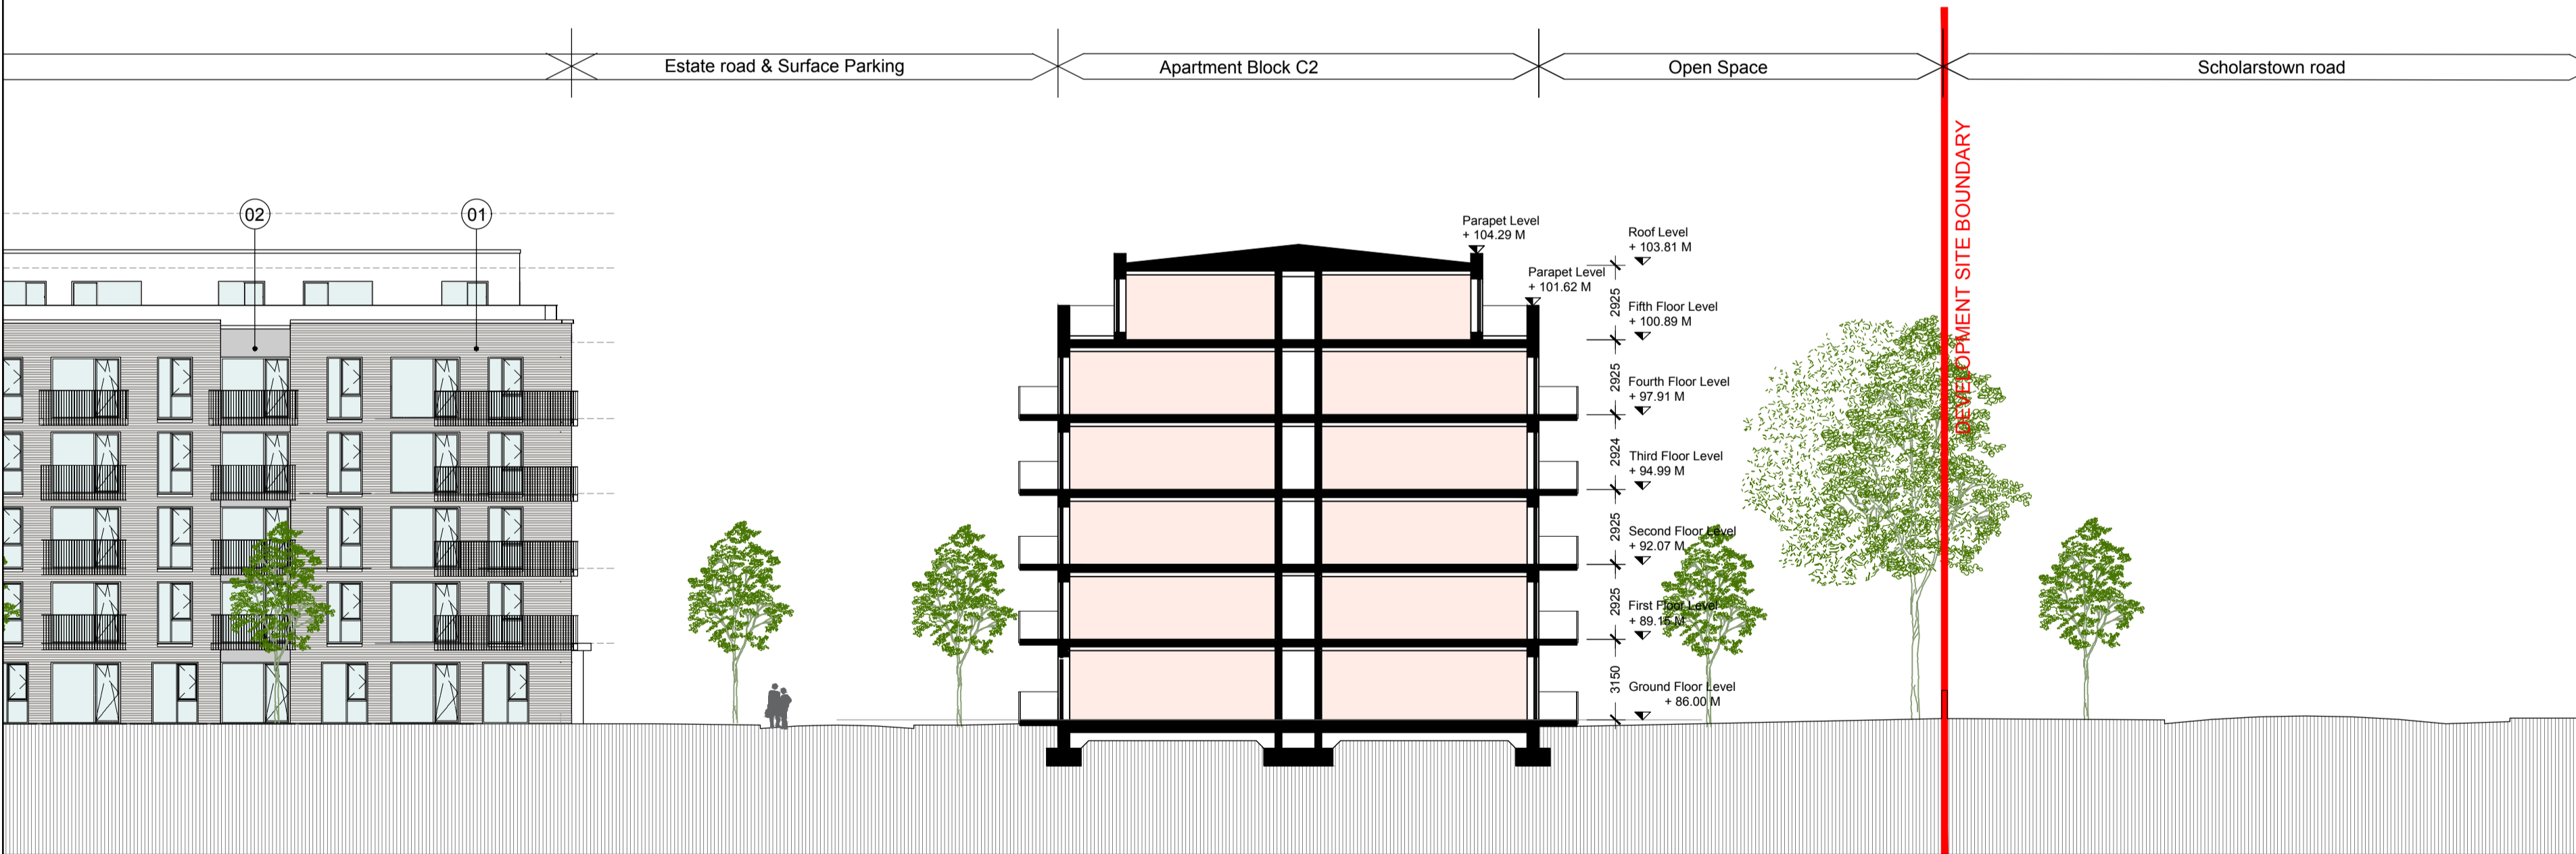 Estate road & Surface Parking
Apartment Block C2
Open Space
Scholarstown road
DEVELOPMENT SITE BOUNDARY
02
01
Parapet Level
+ 104.29 M
Parapet Level
+ 101.62 M
Roof Level
+ 103.81 M
2925
Fifth Floor Level
+ 100.89 M
2925
Fourth Floor Level
+ 97.91 M
2924
Third Floor Level
+ 94.99 M
2925
Second Floor Level
+ 92.07 M
2925
First Floor Level
+ 89.15 M
3150
Ground Floor Level
+ 86.00 M